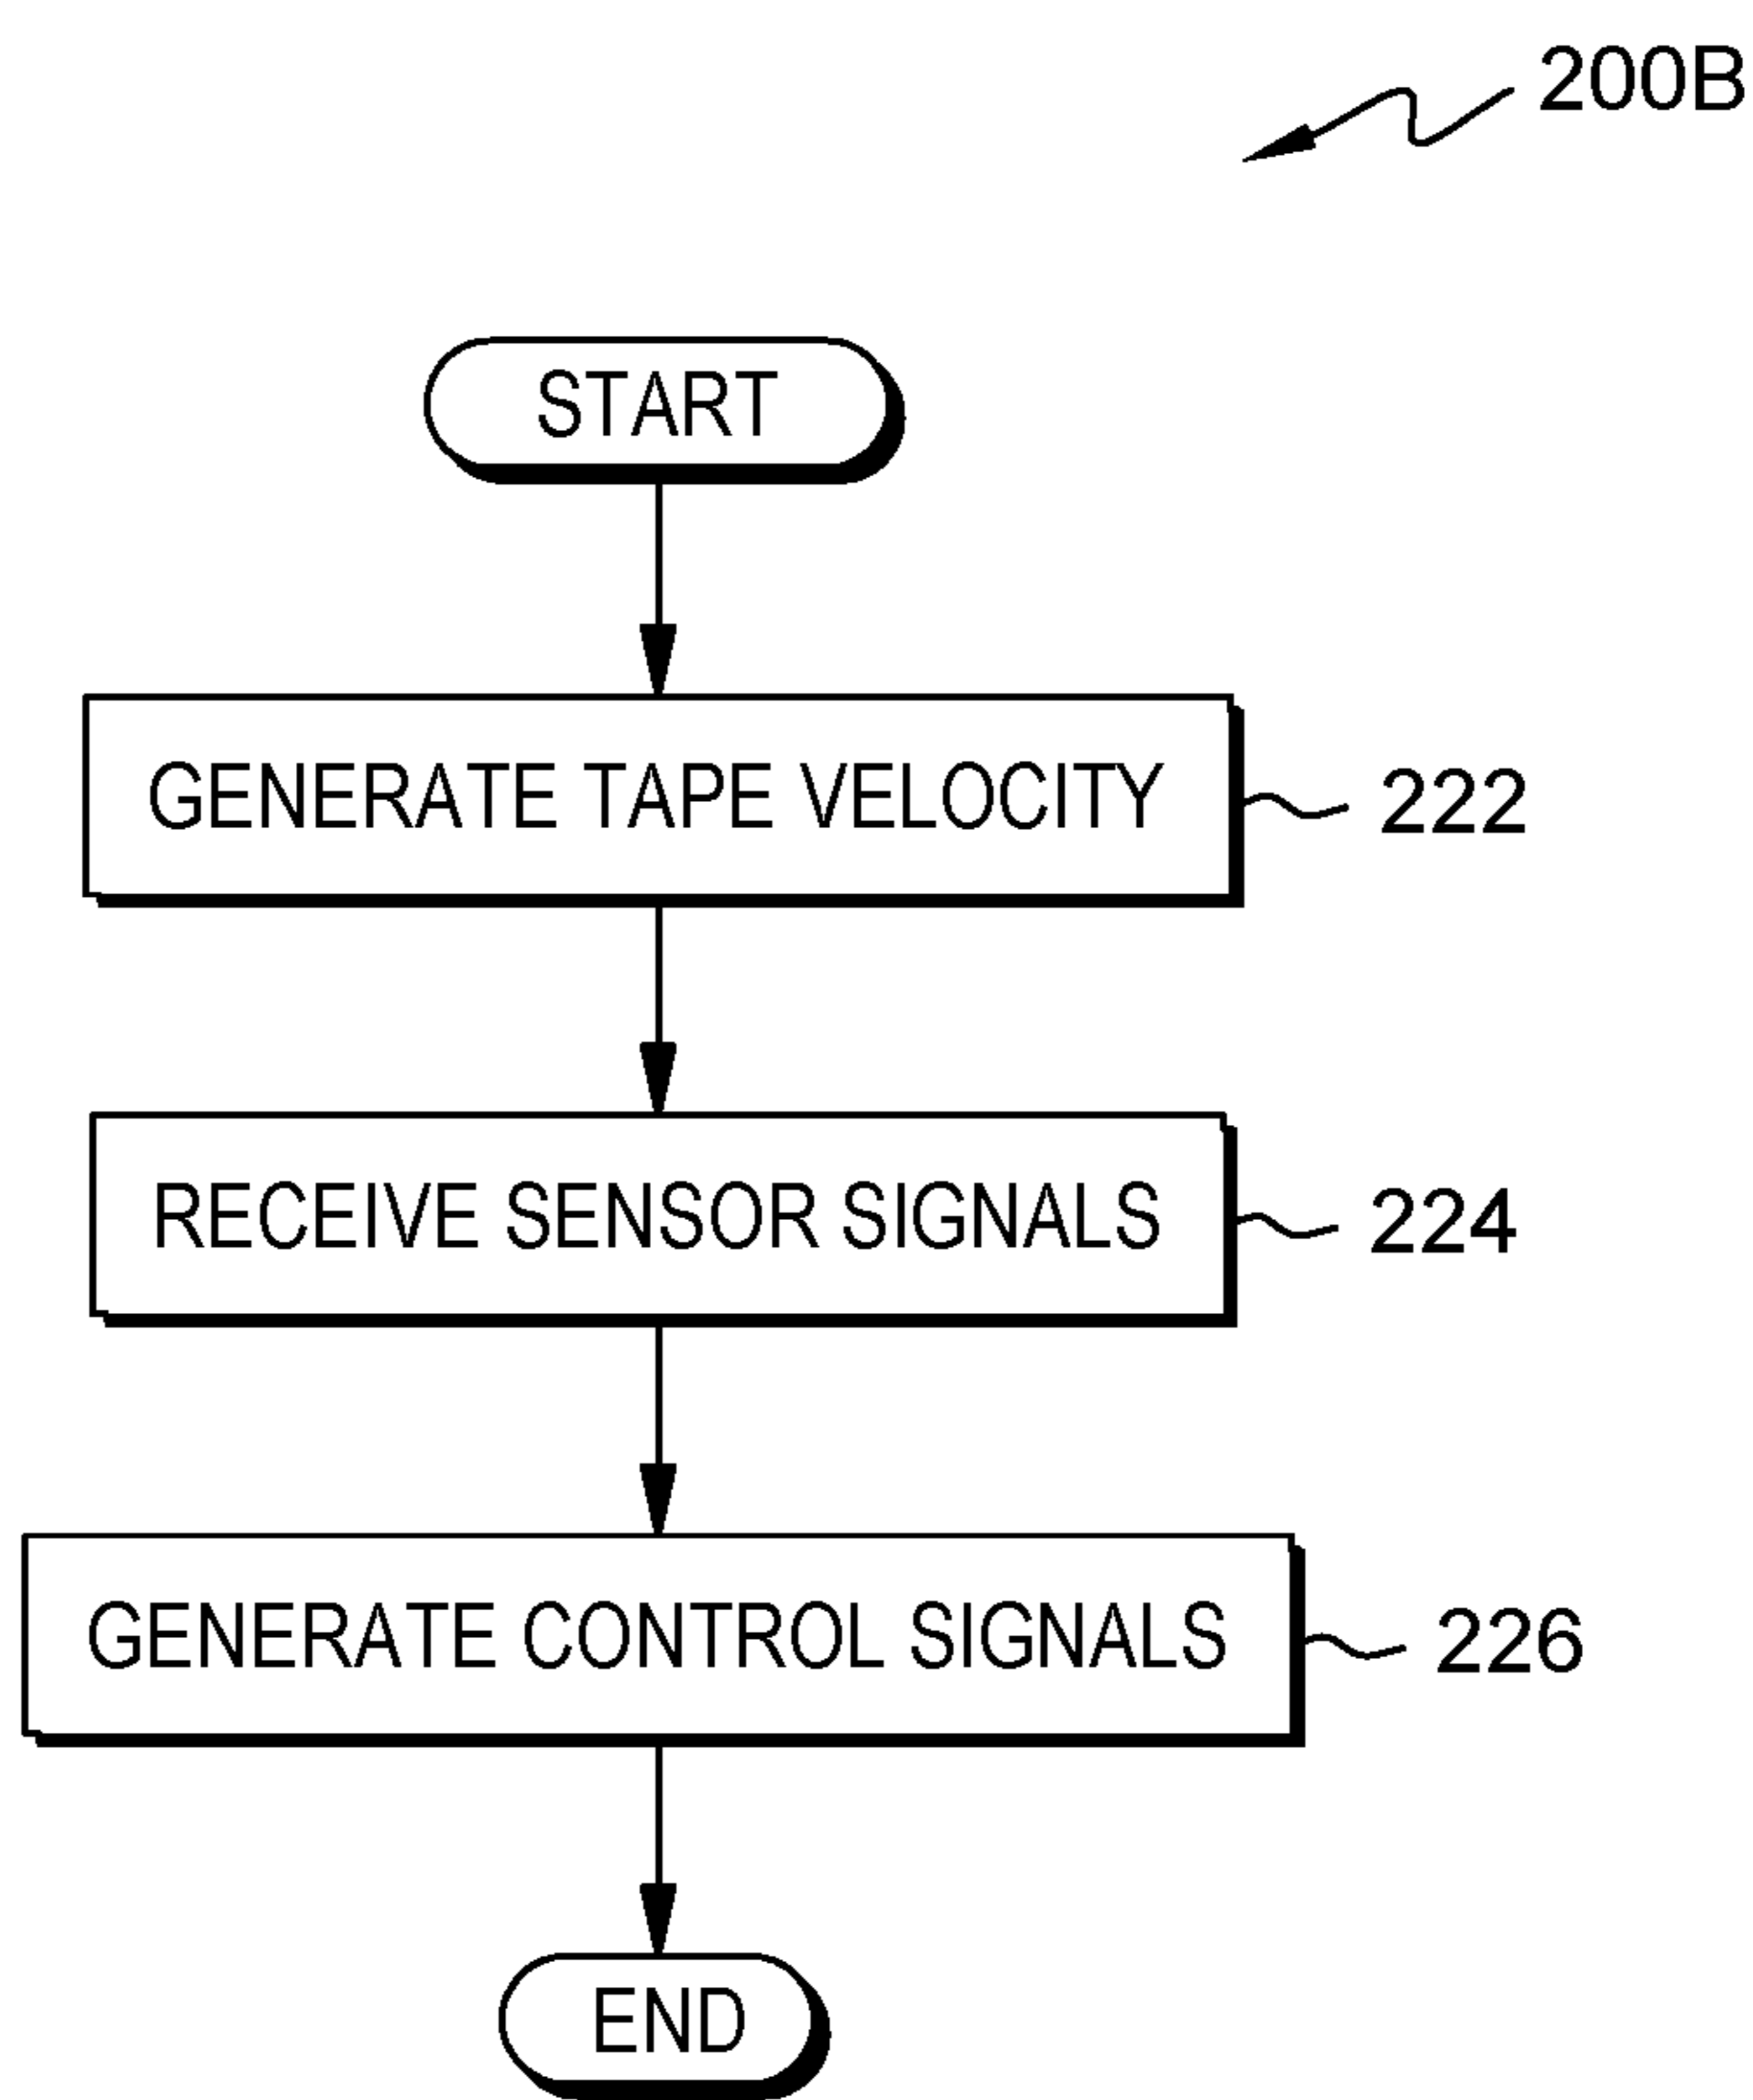 200B
START
GENERATE TAPE VELOCITY
222
RECEIVE SENSOR SIGNALS
224
GENERATE CONTROL SIGNALS
226
END